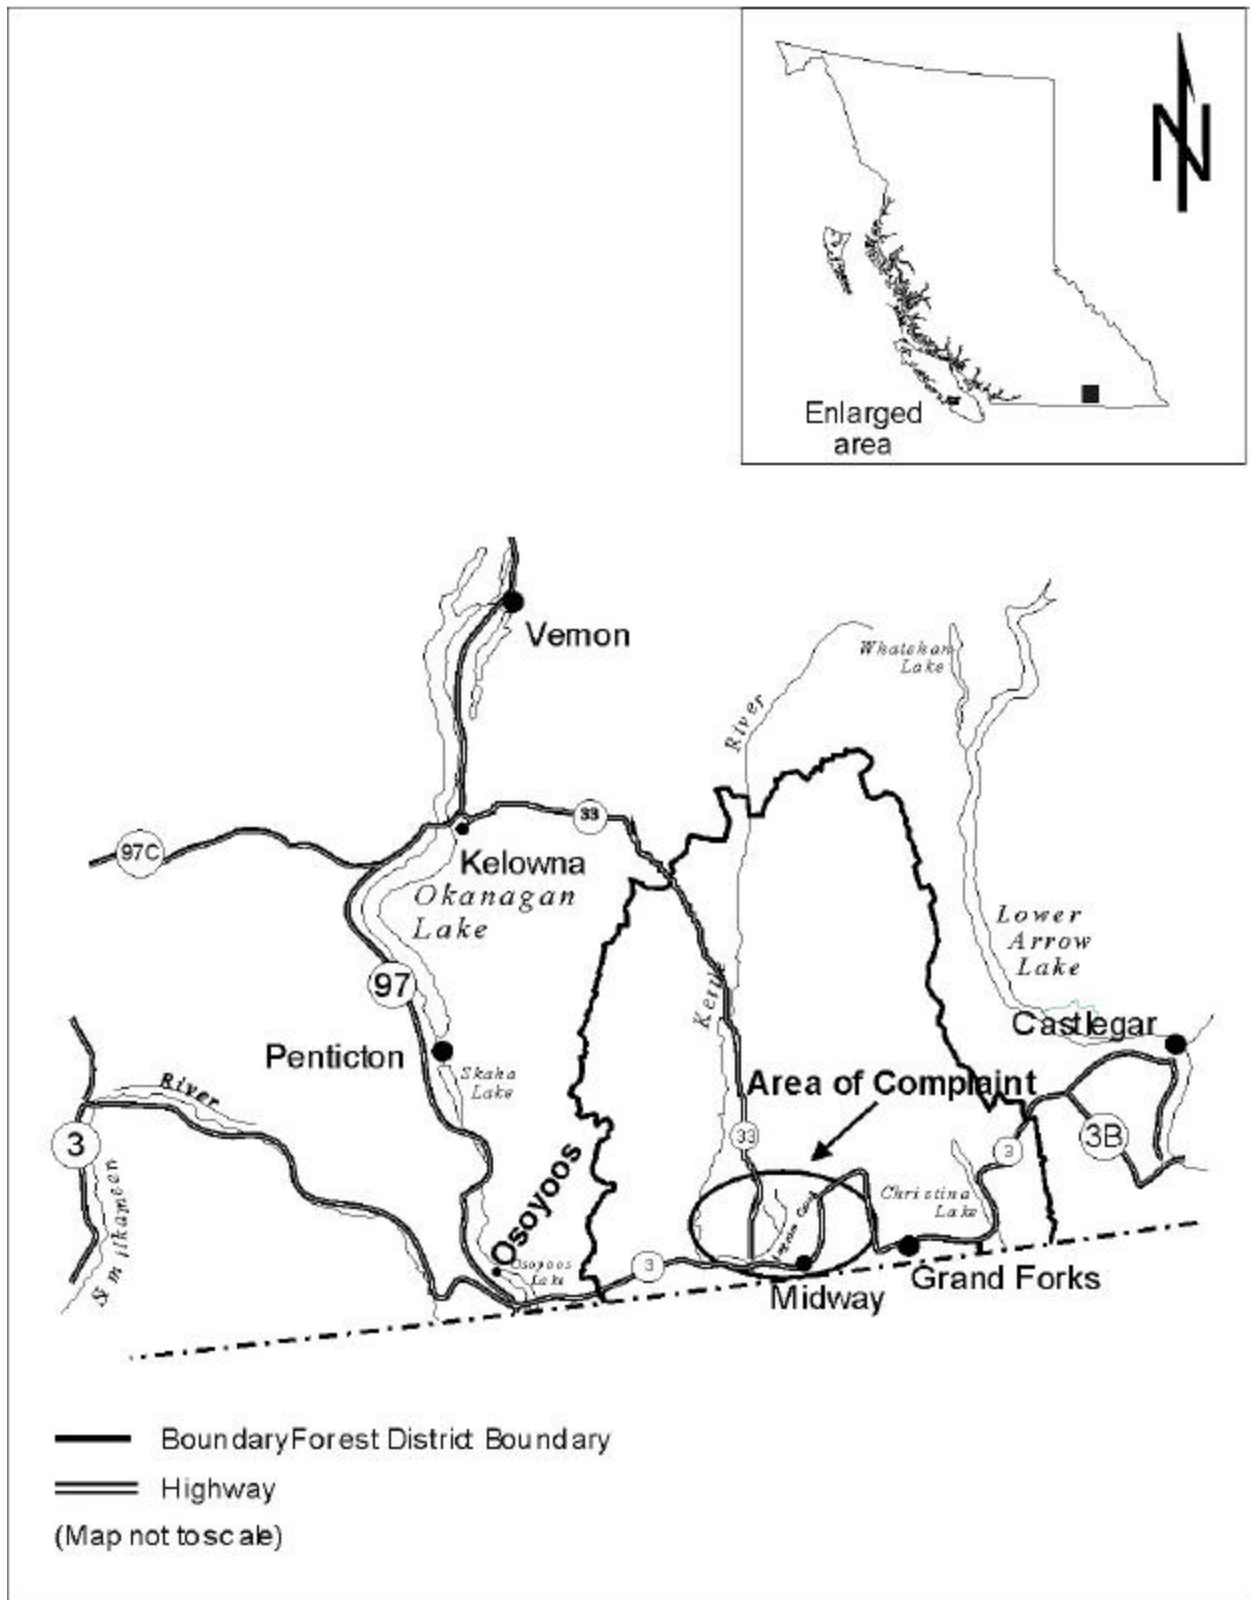 N
Enlarged
area
Vernon
Whatshan
Lake
River
33
97C
Kelowna
Okanagan
Lake
Lower
Arrow
Lake
97
Kettle
Castlegar
Penticton
Skaha
Lake
Area of Complaint
River
3
33
3
3B
Similkameen
Osoyoos
Christina
Lake
Osoyoos
Lake
3
Grand Forks
Midway
Boundary Forest District Boundary
Highway
(Map not to scale)